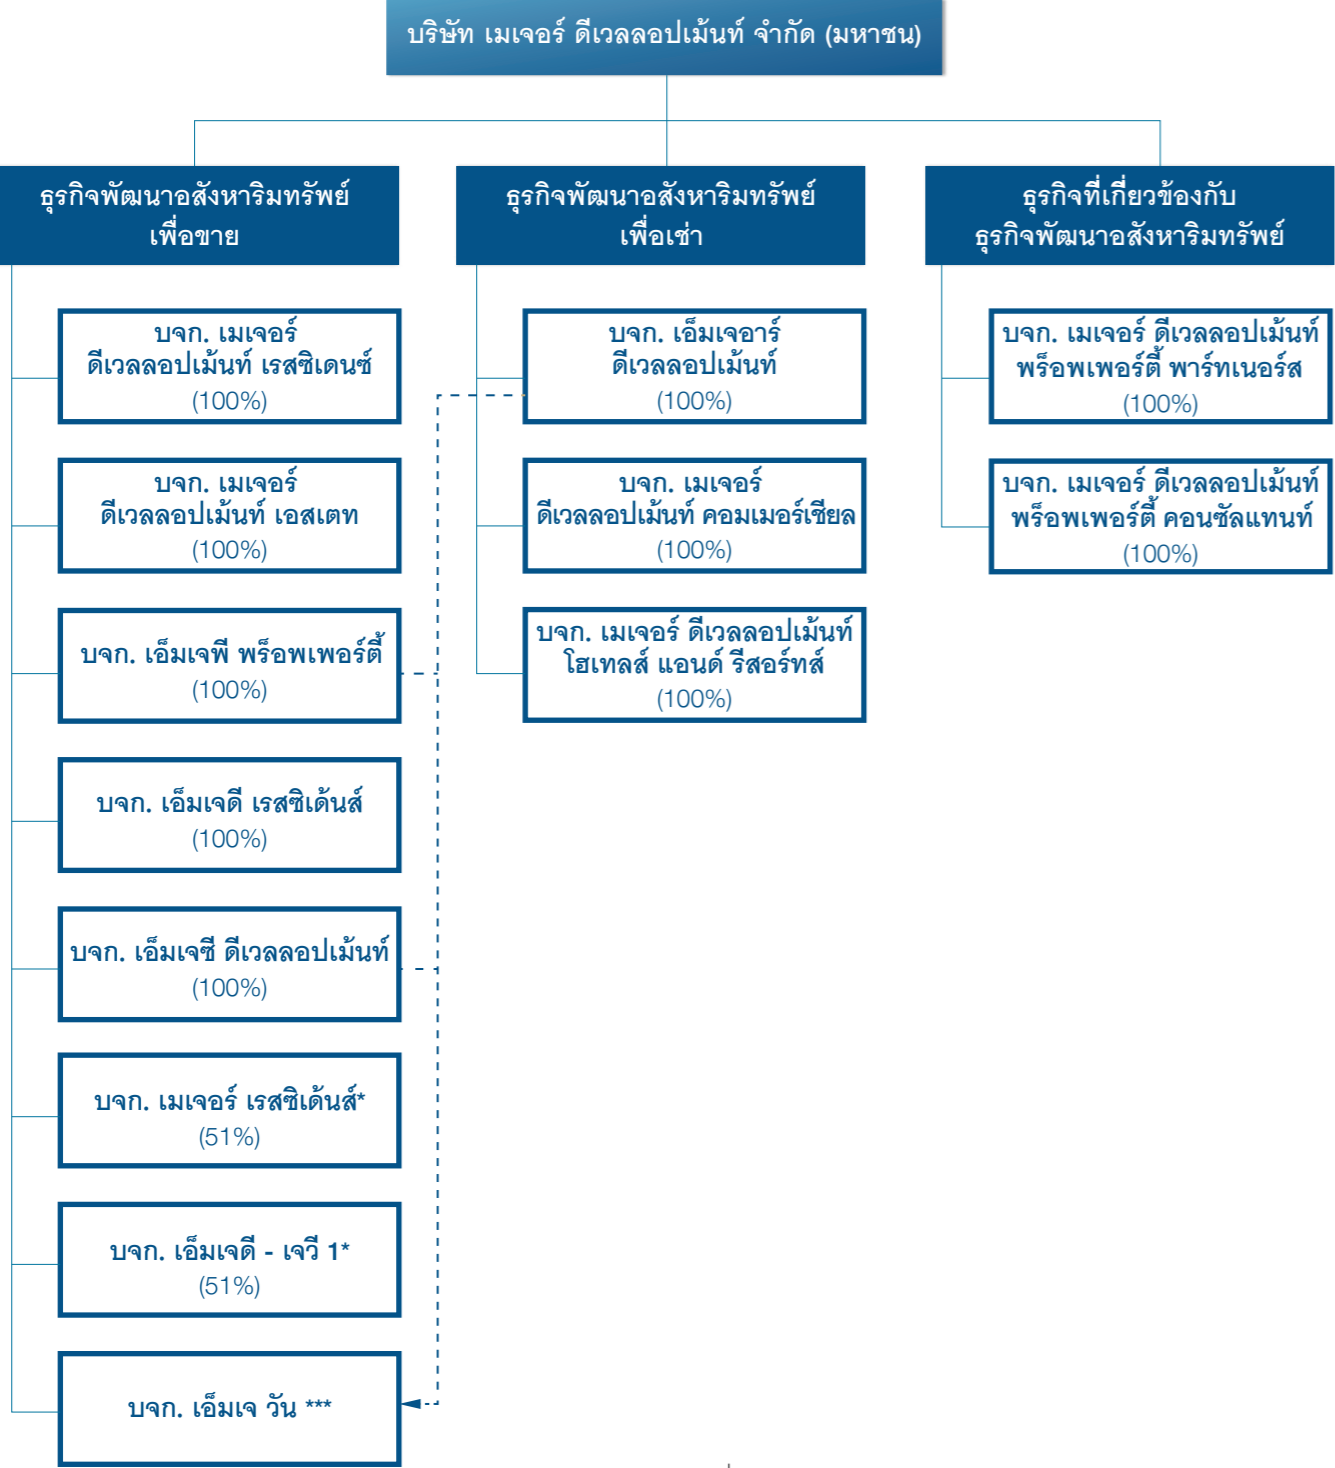 บริษัท เมเจอร์ ดีเวลลอปเม้นท์ จำกัด (มหาชน)
ธุรกิจพัฒนาอสังหาริมทรัพย์
เพื่อขาย
บจก. เมเจอร์
ดีเวลลอปเม้นท์ เรสซิเดนซ์
(100%)
บจก. เมเจอร์
ดีเวลลอปเม้นท์ เอสเตท
(100%)
บจก. เอ็มเจพี พร็อพเพอร์ตี้
(100%)
บจก. เอ็มเจดี เรสซิเด้นส์
(100%)
บจก. เอ็มเจซี ดีเวลลอปเม้นท์
(100%)
บจก. เมเจอร์ เรสซิเด้นส์*
(51%)
บจก. เอ็มเจดี - เจวี 1*
(51%)
บจก. เอ็มเจ วัน ***
ธุรกิจพัฒนาอสังหาริมทรัพย์
เพื่อเช่า
บจก. เอ็มเจอาร์
ดีเวลลอปเม้นท์
(100%)
บจก. เมเจอร์
ดีเวลลอปเม้นท์ คอมเมอร์เชียล
(100%)
บจก. เมเจอร์ ดีเวลลอปเม้นท์
โฮเทลส์ แอนด์ รีสอร์ทส์
(100%)
ธุรกิจที่เกี่ยวข้องกับ
ธุรกิจพัฒนาอสังหาริมทรัพย์
บจก. เมเจอร์ ดีเวลลอปเม้นท์
พร็อพเพอร์ตี้ พาร์ทเนอร์ส
(100%)
บจก. เมเจอร์ ดีเวลลอปเม้นท์
พร็อพเพอร์ตี้ คอนซัลแทนท์
(100%)